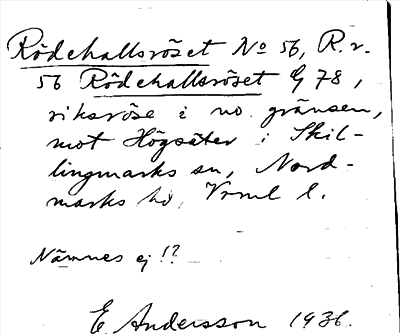 Rödehallsröset No 56, R.r.
56 Rödehallsröset G 78,
riksröse i no. gränsen,
mot Högsäter i Skil-
lingmarks sn, Nord-
marks hd, Vrml l.
Nämnes ej!?
E. Andersson 1936.